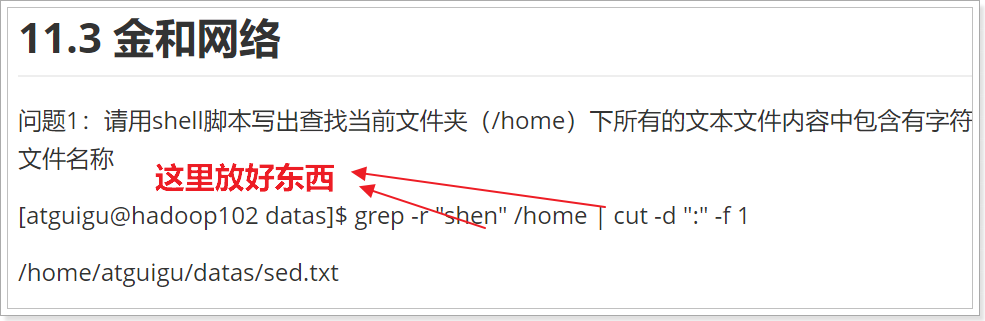 11.3 金和网络
问题1：请用shell脚本写出查找当前文件夹（/home）下所有的文本文件内容中包含有字符
文件名称
这里放好东西
[atguigu@hadoop102 datas]$ grep -r "shen" /home | cut -d ":" -f 1
/home/atguigu/datas/sed.txt